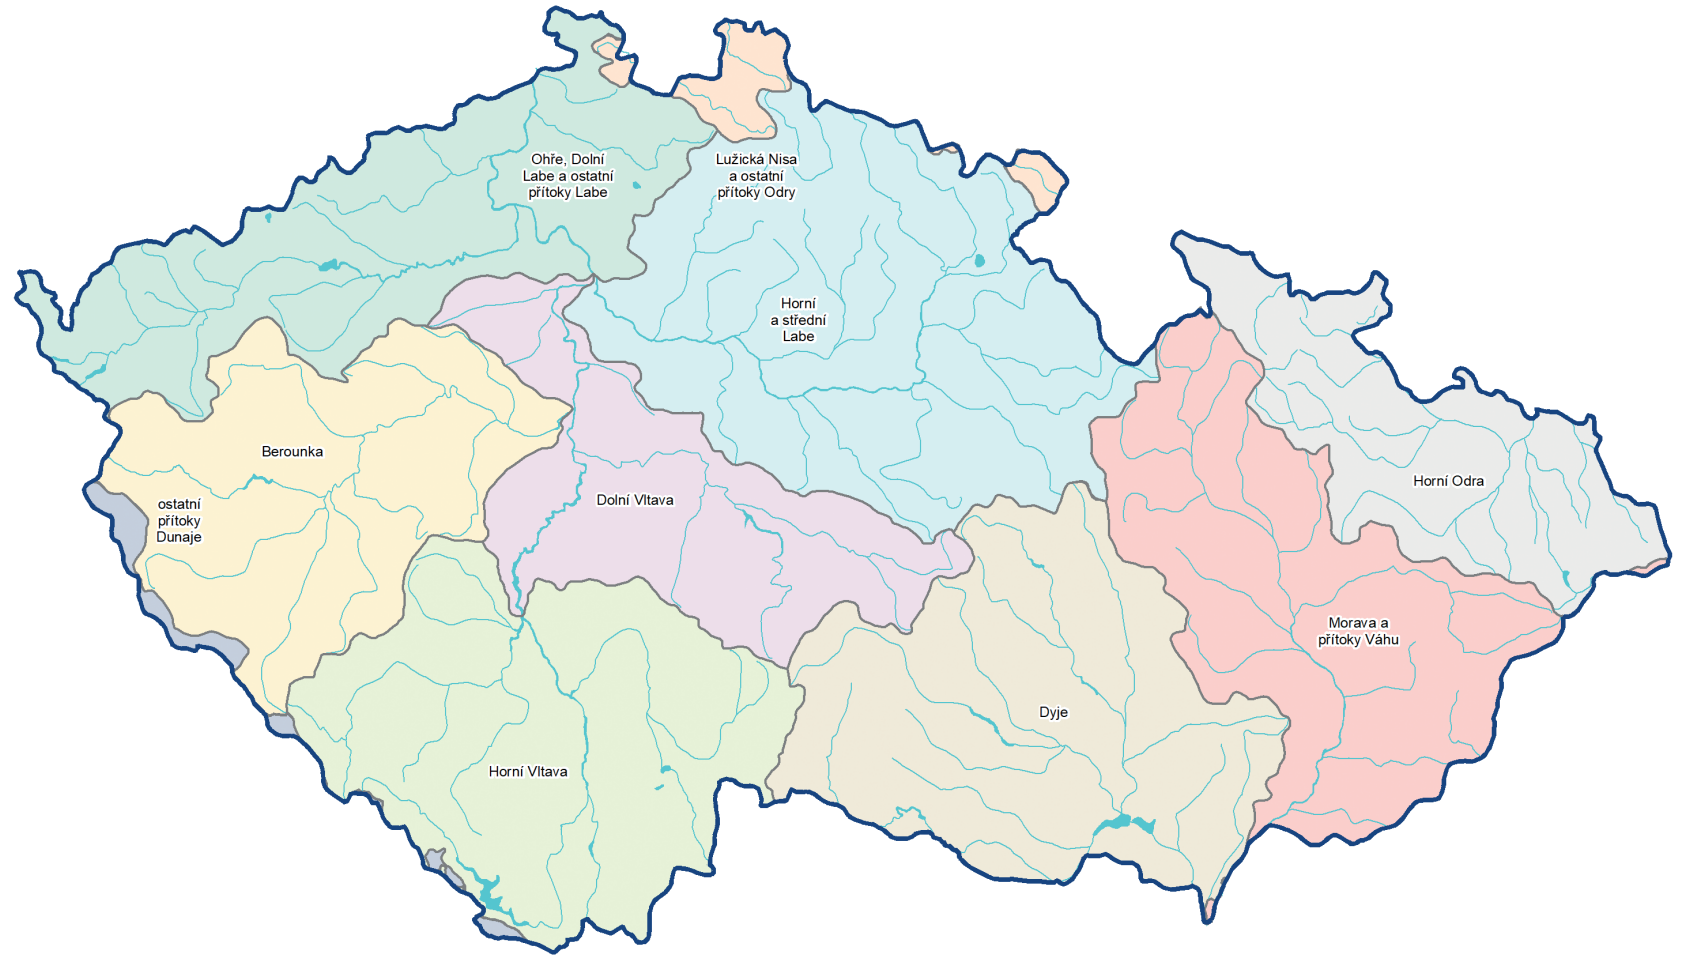 Ohře, Dolní
Labe a ostatní
přítoky Labe
Lužická Nisa
a ostatní
přítoky Odry
Horní
a střední
Labe
Berounka
ostatní
přítoky
Dunaje
Dolní Vltava
Horní Odra
Morava a
přítoky Váhu
Dyje
Horní Vltava